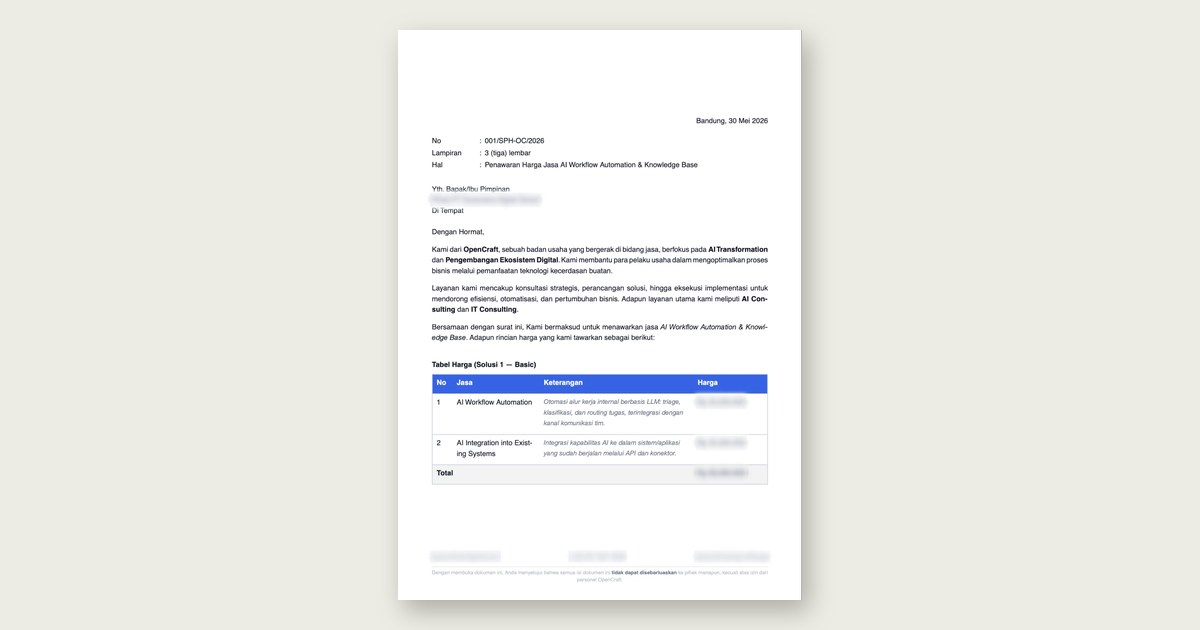 Bandung, 30 Mei 2026
No : 001/SPH-OC/2026
Lampiran : 3 (tiga) lembar
Hal : Penawaran Harga Jasa AI Workflow Automation & Knowledge Base
Yth. Bapak/Ibu Pimpinan
Di Tempat
Dengan Hormat,
Kami dari OpenCraft, sebuah badan usaha yang bergerak di bidang jasa, berfokus pada AI Transformation
dan Pengembangan Ekosistem Digital. Kami membantu para pelaku usaha dalam mengoptimalkan proses
bisnis melalui pemanfaatan teknologi kecerdasan buatan.
Layanan kami mencakup konsultasi strategis, perancangan solusi, hingga eksekusi implementasi untuk
mendorong efisiensi, otomatisasi, dan pertumbuhan bisnis. Adapun layanan utama kami meliputi AI Con-
sulting dan IT Consulting.
Bersamaan dengan surat ini, Kami bermaksud untuk menawarkan jasa AI Workflow Automation & Knowl-
edge Base. Adapun rincian harga yang kami tawarkan sebagai berikut:
Tabel Harga (Solusi 1 — Basic)
No Jasa Keterangan Harga
1 AI Workflow Automation Otomasi alur kerja internal berbasis LLM: triage,
klasifikasi, dan routing tugas, terintegrasi dengan
kanal komunikasi tim.
2 AI Integration into Exist- Integrasi kapabilitas AI ke dalam sistem/aplikasi
ing Systems yang sudah berjalan melalui API dan konektor.
Total
Dengan membuka dokumen ini, Anda menyetujui bahwa semua isi dokumen ini tidak dapat disebarluaskan ke pihak manapun, kecuali atas izin dari
personal OpenCraft.